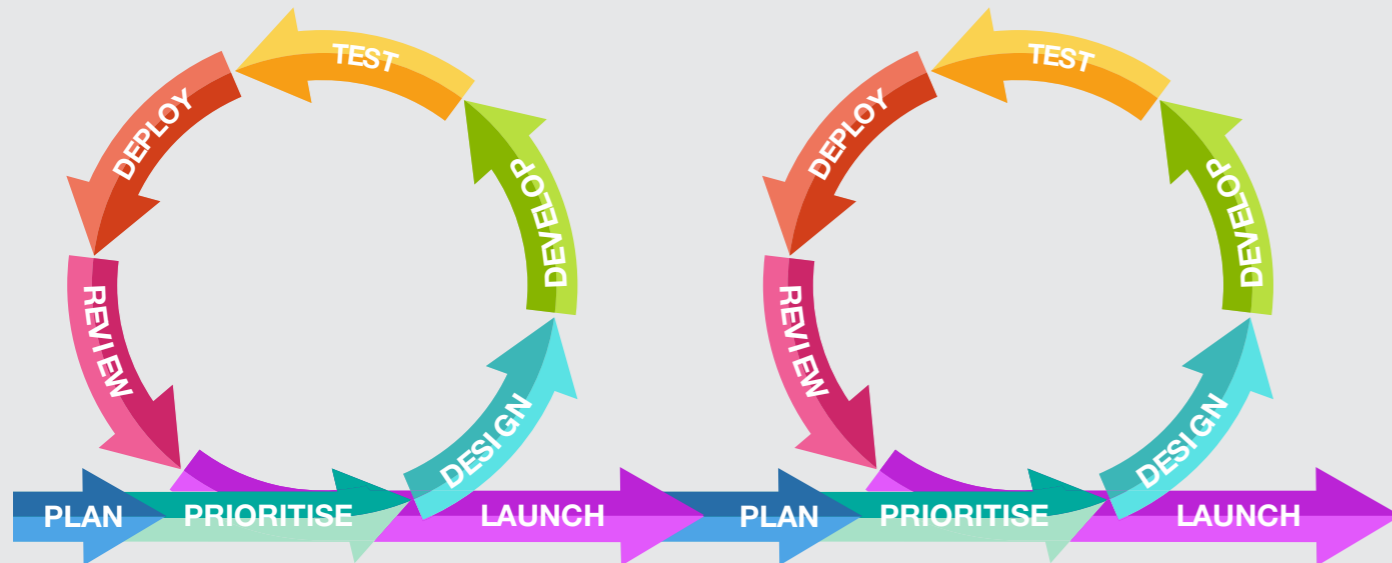 PLAN
PRIORITISE
DESIGN
DEVELOP
TEST
DEPLOY
REVIEW
LAUNCH
PLAN
PRIORITISE
DESIGN
DEVELOP
TEST
DEPLOY
REVIEW
LAUNCH